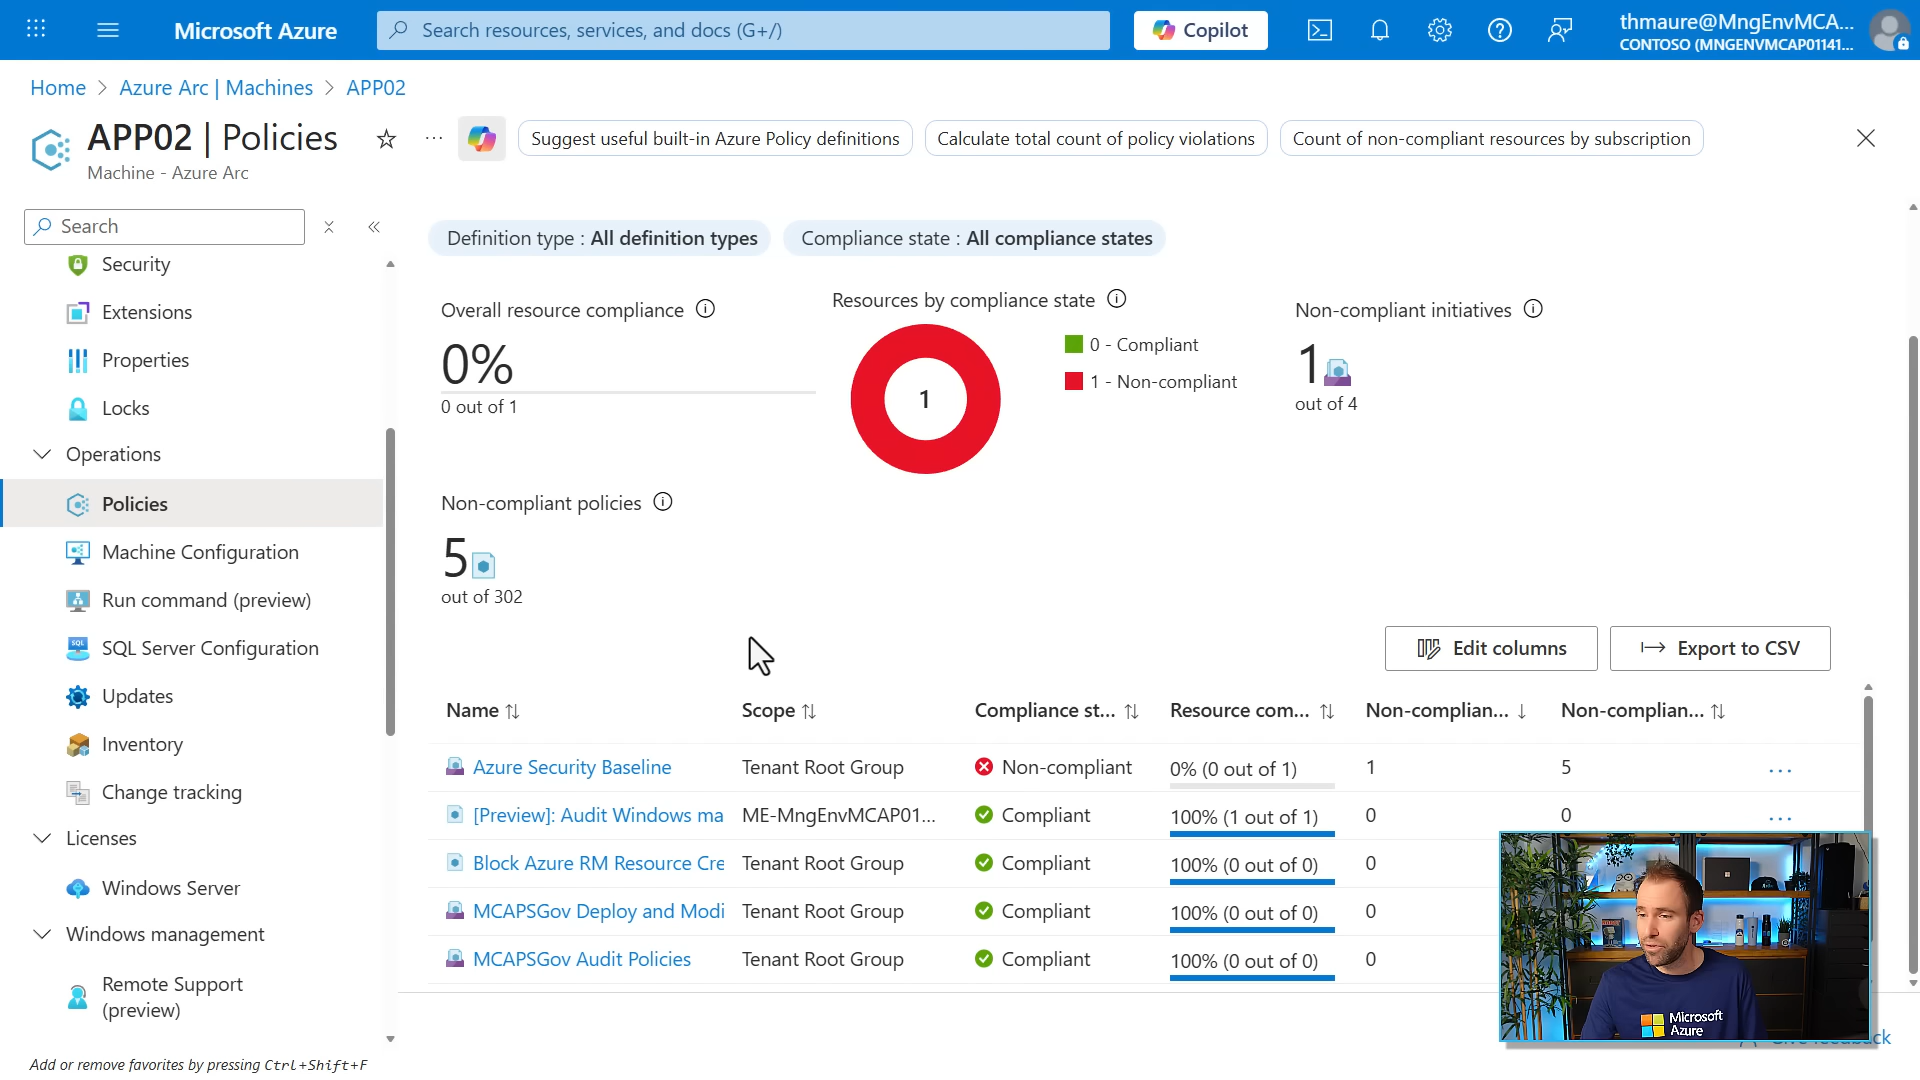 Microsoft Azure
Search resources, services, and docs (G+/)
Copilot
thmaure@MngEnvMCA...
CONTOSO (MNGENVMCAP01141...
Home > Azure Arc | Machines > APP02
APP02 | Policies
Machine - Azure Arc
Suggest useful built-in Azure Policy definitions
Calculate total count of policy violations
Count of non-compliant resources by subscription
Search
Security
Extensions
Properties
Locks
Operations
Policies
Machine Configuration
Run command (preview)
SQL Server Configuration
Updates
Inventory
Change tracking
Licenses
Windows Server
Windows management
Remote Support
(preview)
Add or remove favorites by pressing Ctrl+Shift+F
Definition type : All definition types
Compliance state : All compliance states
Overall resource compliance
0%
0 out of 1
Resources by compliance state
1
0 - Compliant
1 - Non-compliant
Non-compliant initiatives
1
out of 4
Non-compliant policies
5
out of 302
Edit columns
Export to CSV
Name Scope Compliance st... Resource com... Non-complian... Non-complian...
Azure Security Baseline Tenant Root Group Non-compliant 0% (0 out of 1) 1 5 ...
[Preview]: Audit Windows ma ME-MngEnvMCAP01... Compliant 100% (1 out of 1) 0 0 ...
Block Azure RM Resource Cre Tenant Root Group Compliant 100% (0 out of 0) 0
MCAPSGov Deploy and Modi Tenant Root Group Compliant 100% (0 out of 0) 0
MCAPSGov Audit Policies Tenant Root Group Compliant 100% (0 out of 0) 0
Microsoft
Azure